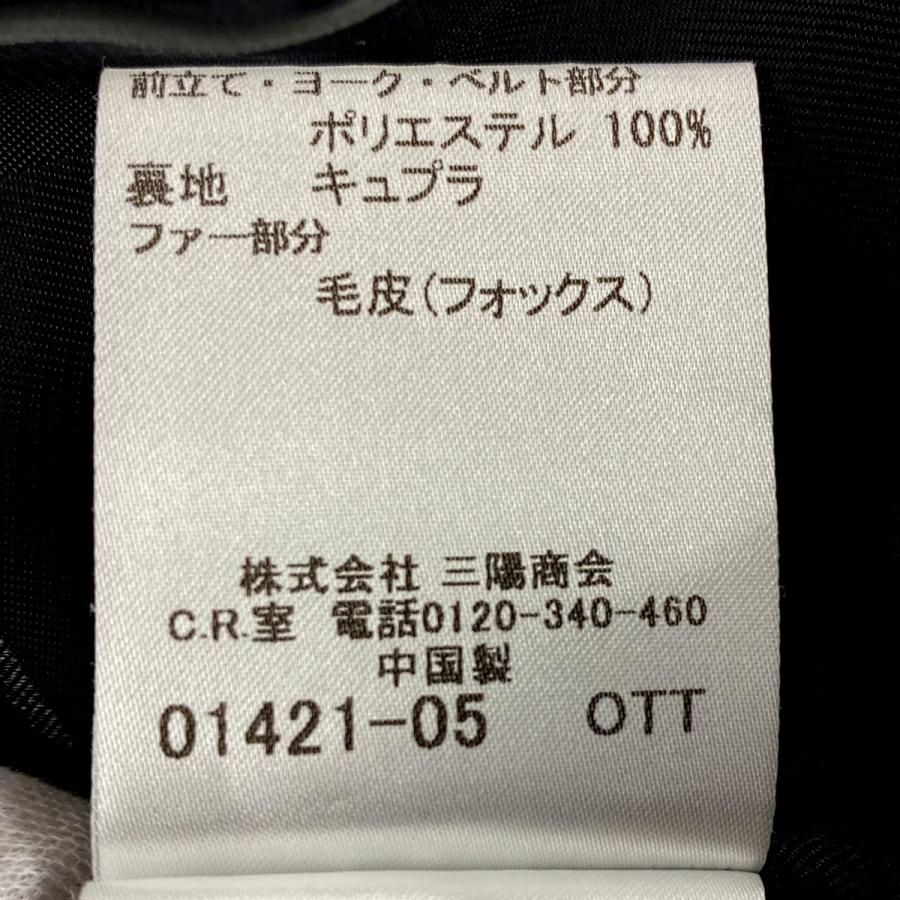 前立て・ヨーク・ベルト部分
ポリエステル 100%
裏地 キュプラ
ファー部分
毛皮(フォックス)
株式会社 三陽商会
C.R.室 電話0120-340-460
中国製
01421-05 OTT